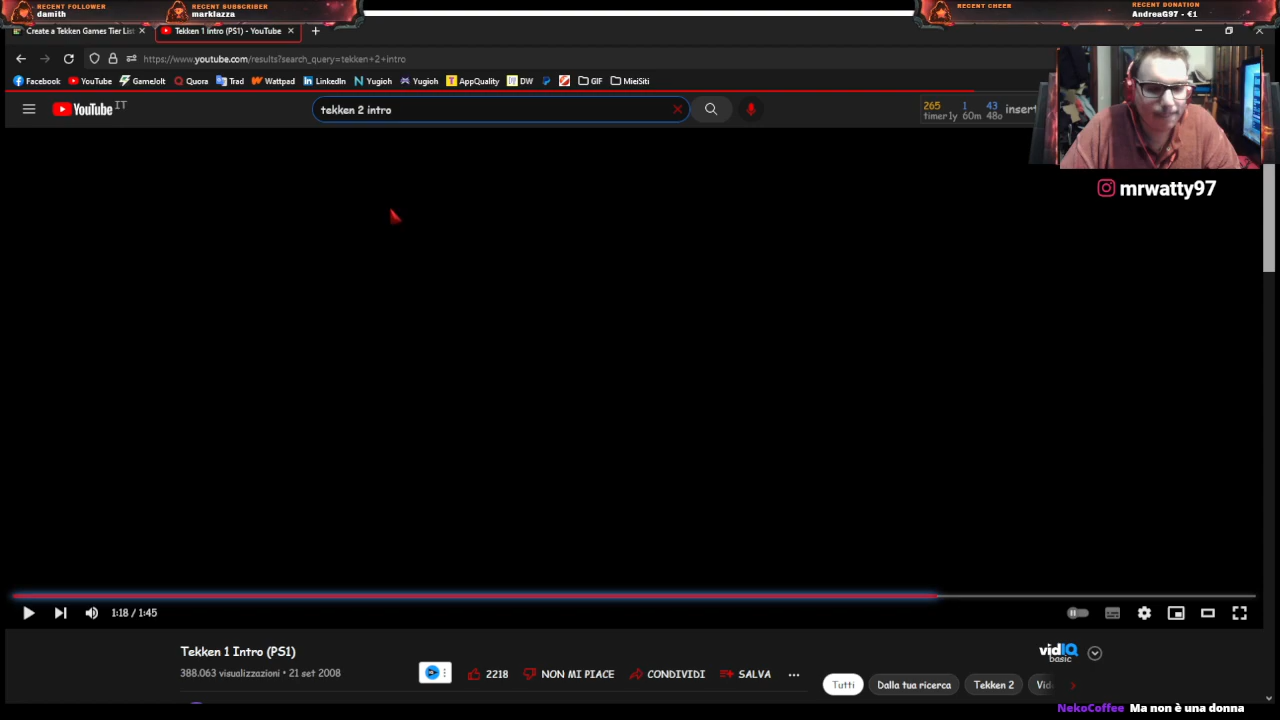 RECENT FOLLOWER
damith
RECENT SUBSCRIBER
marklazza
RECENT CHEER
RECENT DONATION
AndreaG97 - €1
Create a Tekken Games Tier List
Tekken 1 Intro (PS1) - YouTube
https://www.youtube.com/results?search_query=tekken+2+intro
Facebook
YouTube
GameJolt
Quora
Trad
Wattpad
LinkedIn
Yugioh
Yugioh
AppQuality
DW
GIF
MieiSiti
YouTube IT
tekken 2 intro
265 1 43
timer1y 60m 48o
insert
mrwatty97
1:18 / 1:45
Tekken 1 Intro (PS1)
388.063 visualizzazioni • 21 set 2008
2218
NON MI PIACE
CONDIVIDI
SALVA
vidIQ
basic
Tutti
Dalla tua ricerca
Tekken 2
NekoCoffee Ma non è una donna